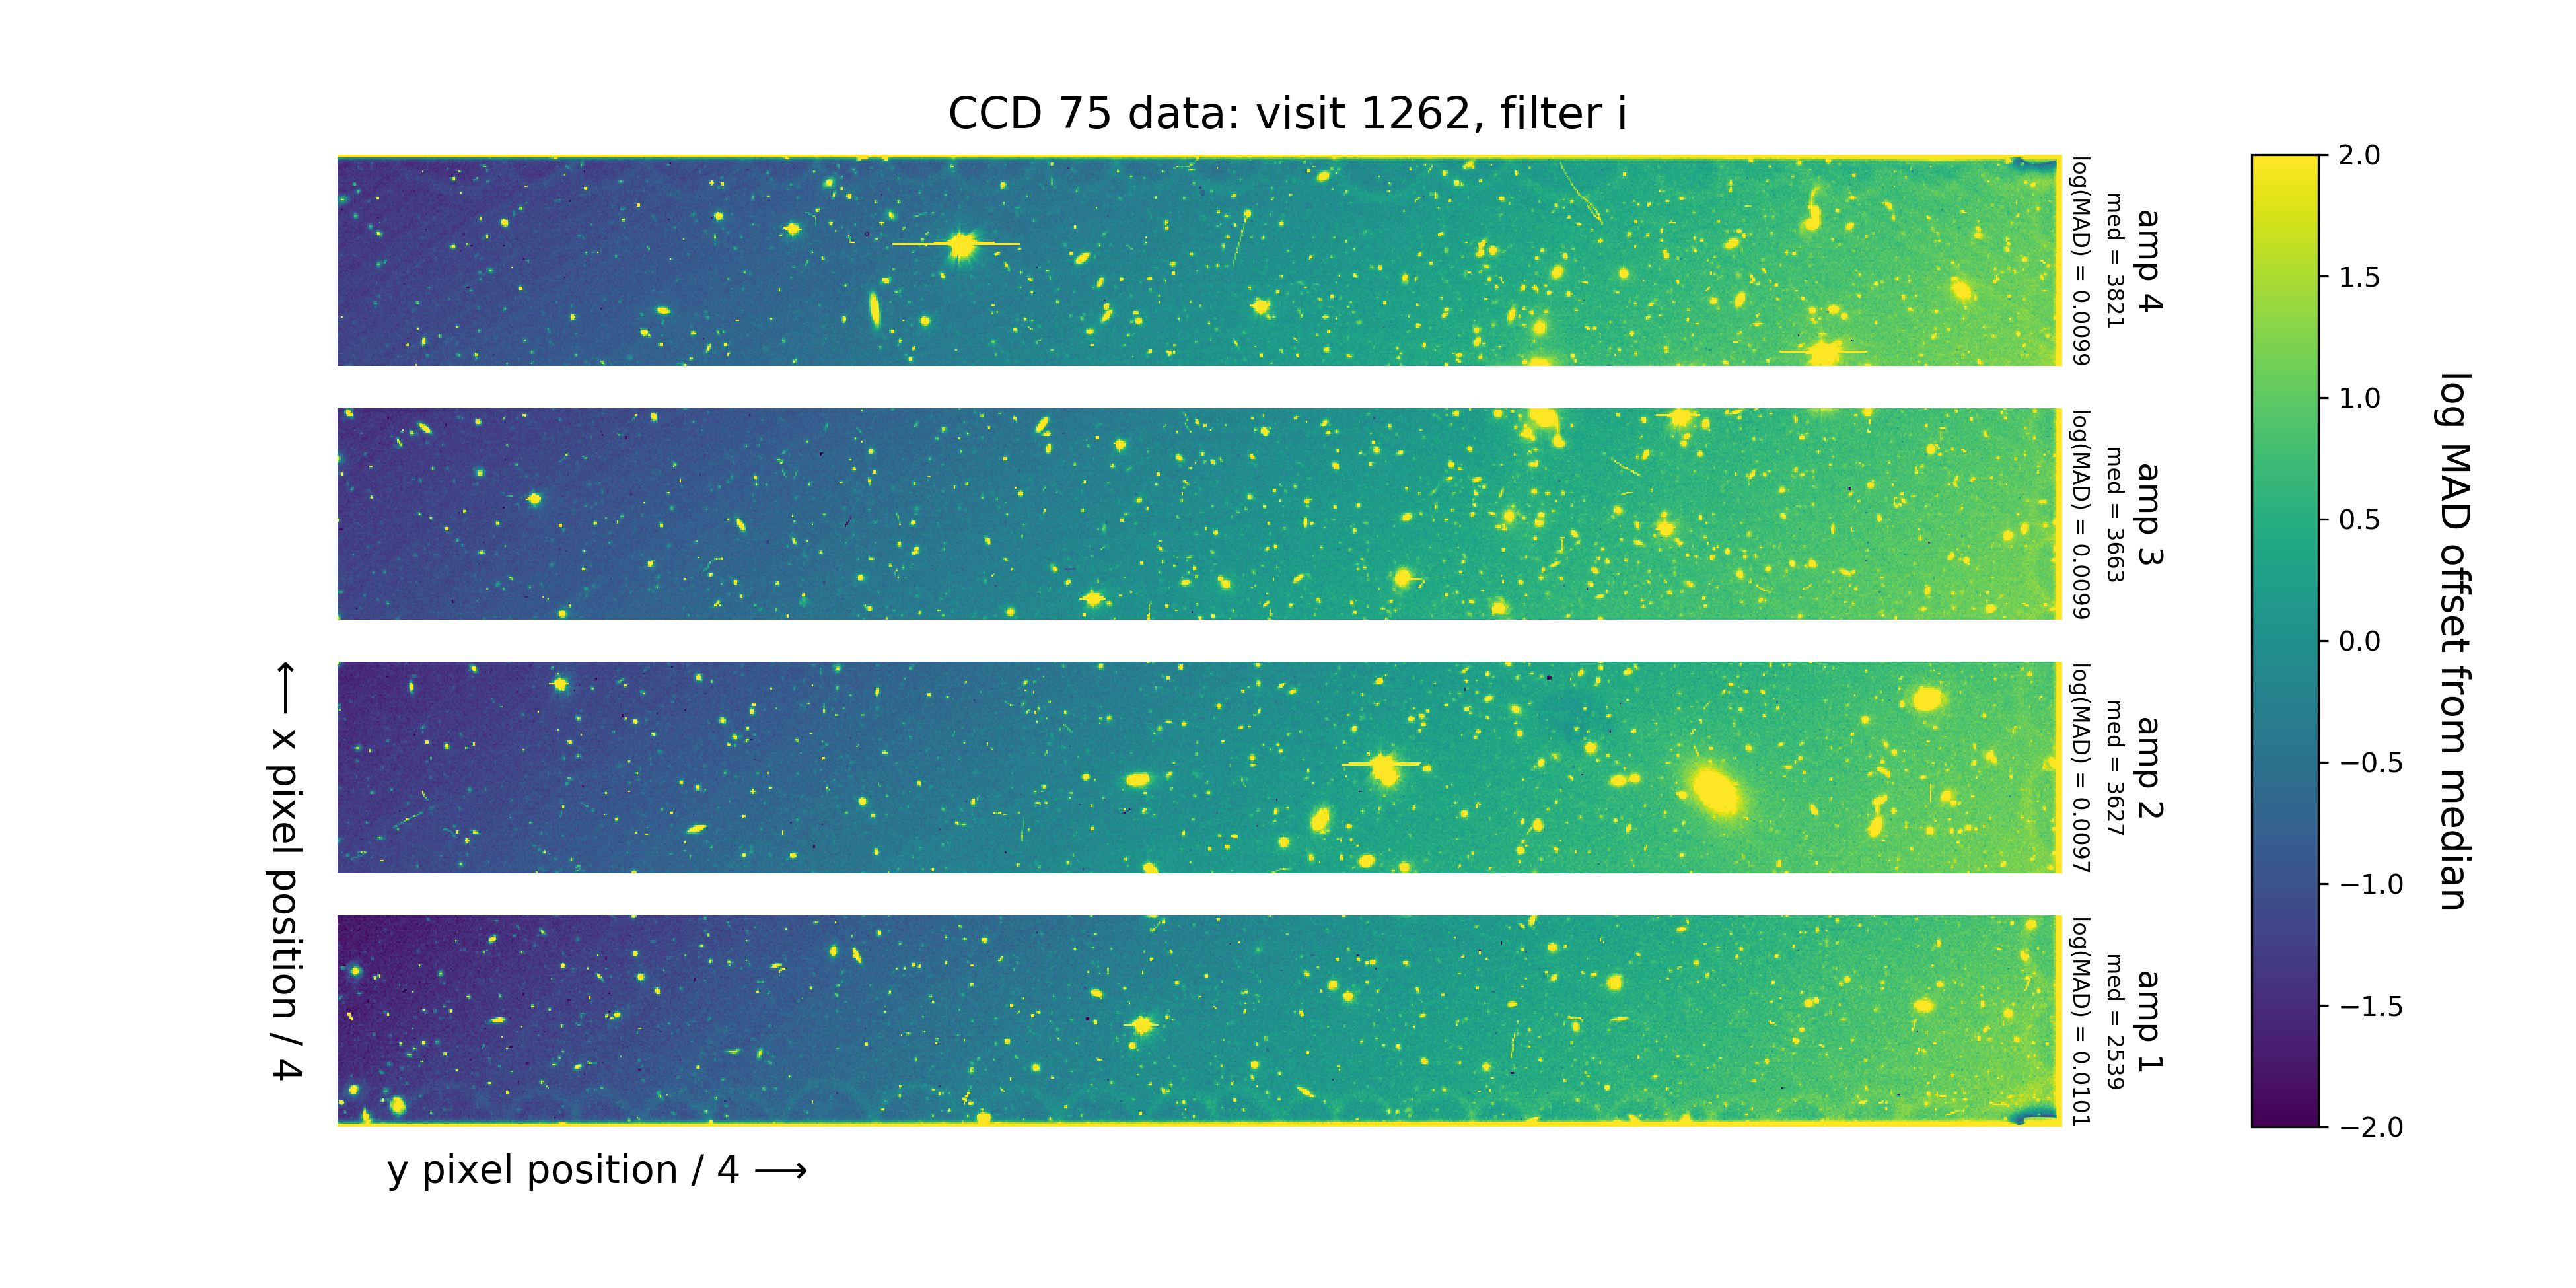 CCD 75 data: visit 1262, filter i
amp 4
med = 3821
log(MAD) = 0.0099
amp 3
med = 3663
log(MAD) = 0.0099
amp 2
med = 3627
log(MAD) = 0.0097
amp 1
med = 2539
log(MAD) = 0.0101
⟵ x pixel position / 4
y pixel position / 4 ⟶
2.0
1.5
1.0
0.5
0.0
−0.5
−1.0
−1.5
−2.0
log MAD offset from median